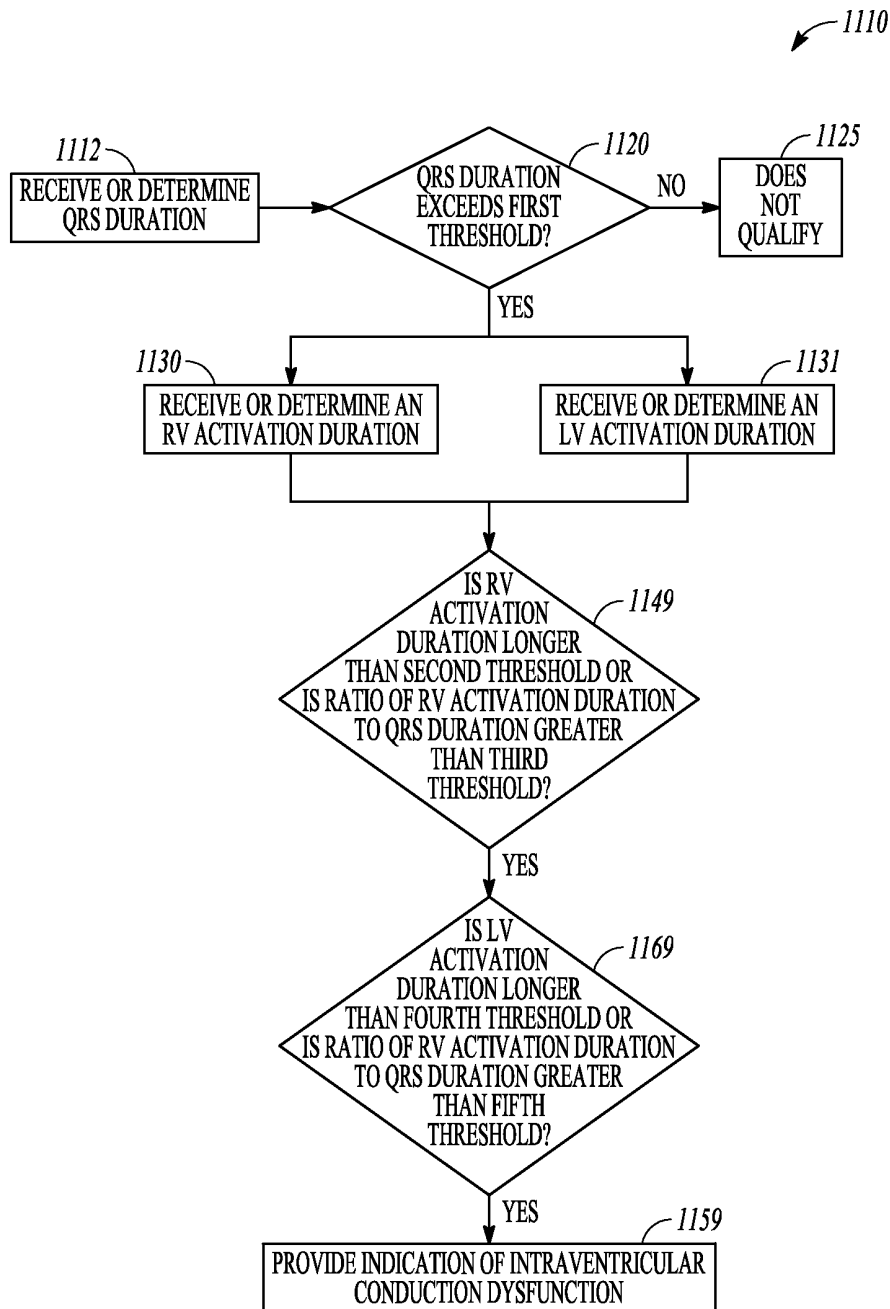 1110
1112
RECEIVE OR DETERMINE
QRS DURATION
1120
QRS DURATION
EXCEEDS FIRST
THRESHOLD?
NO
1125
DOES
NOT
QUALIFY
YES
1130
RECEIVE OR DETERMINE AN
RV ACTIVATION DURATION
1131
RECEIVE OR DETERMINE AN
LV ACTIVATION DURATION
1149
IS RV
ACTIVATION
DURATION LONGER
THAN SECOND THRESHOLD OR
IS RATIO OF RV ACTIVATION DURATION
TO QRS DURATION GREATER
THAN THIRD
THRESHOLD?
YES
1169
IS LV
ACTIVATION
DURATION LONGER
THAN FOURTH THRESHOLD OR
IS RATIO OF RV ACTIVATION DURATION
TO QRS DURATION GREATER
THAN FIFTH
THRESHOLD?
YES
1159
PROVIDE INDICATION OF INTRAVENTRICULAR
CONDUCTION DYSFUNCTION